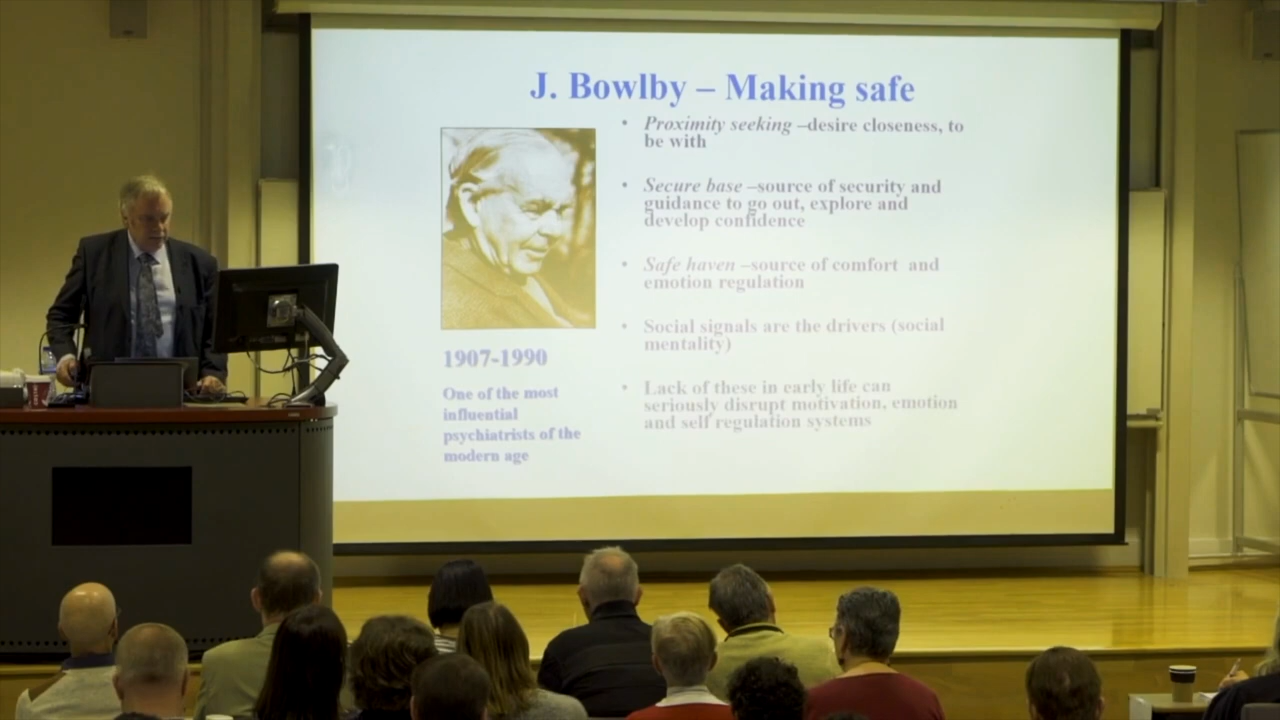 J. Bowlby – Making safe
• Proximity seeking –desire closeness, to
be with
• Secure base –source of security and
guidance to go out, explore and
develop confidence
• Safe haven –source of comfort and
emotion regulation
• Social signals are the drivers (social
mentality)
• Lack of these in early life can
seriously disrupt motivation, emotion
and self regulation systems
1907-1990
One of the most
influential
psychiatrists of the
modern age